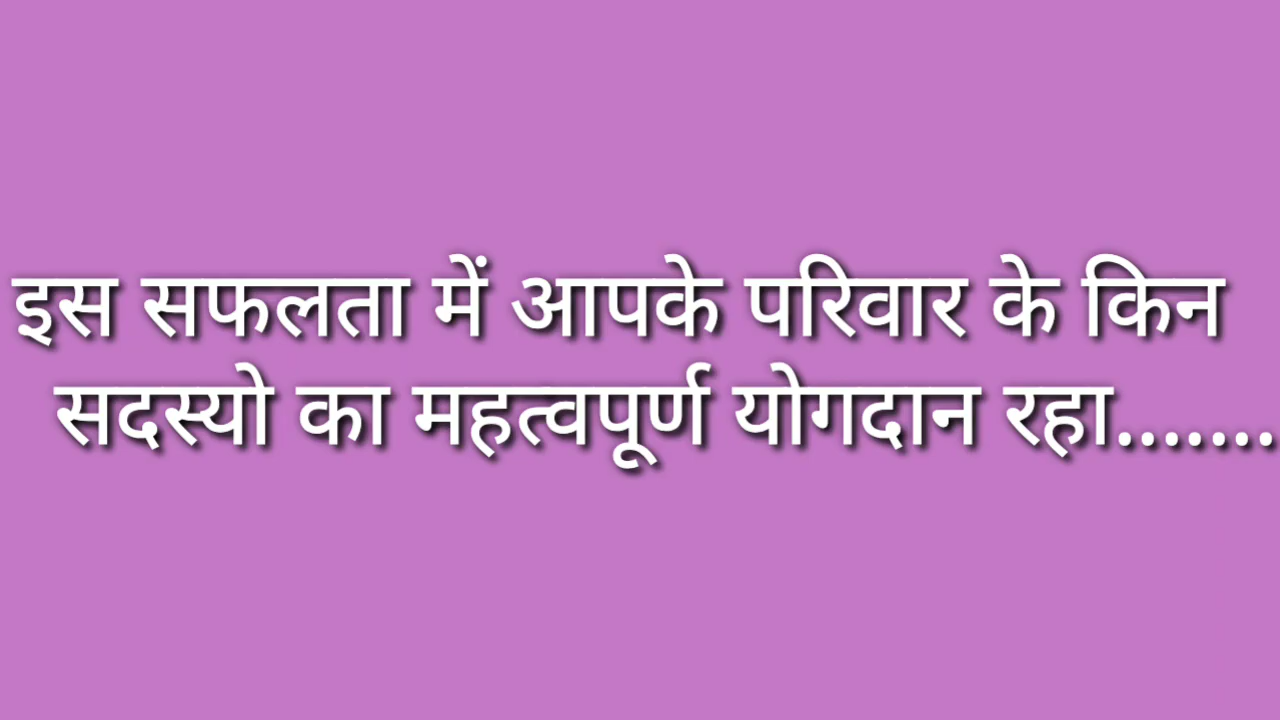 इस सफलता में आपके परिवार के किन
सदस्यो का महत्वपूर्ण योगदान रहा.......